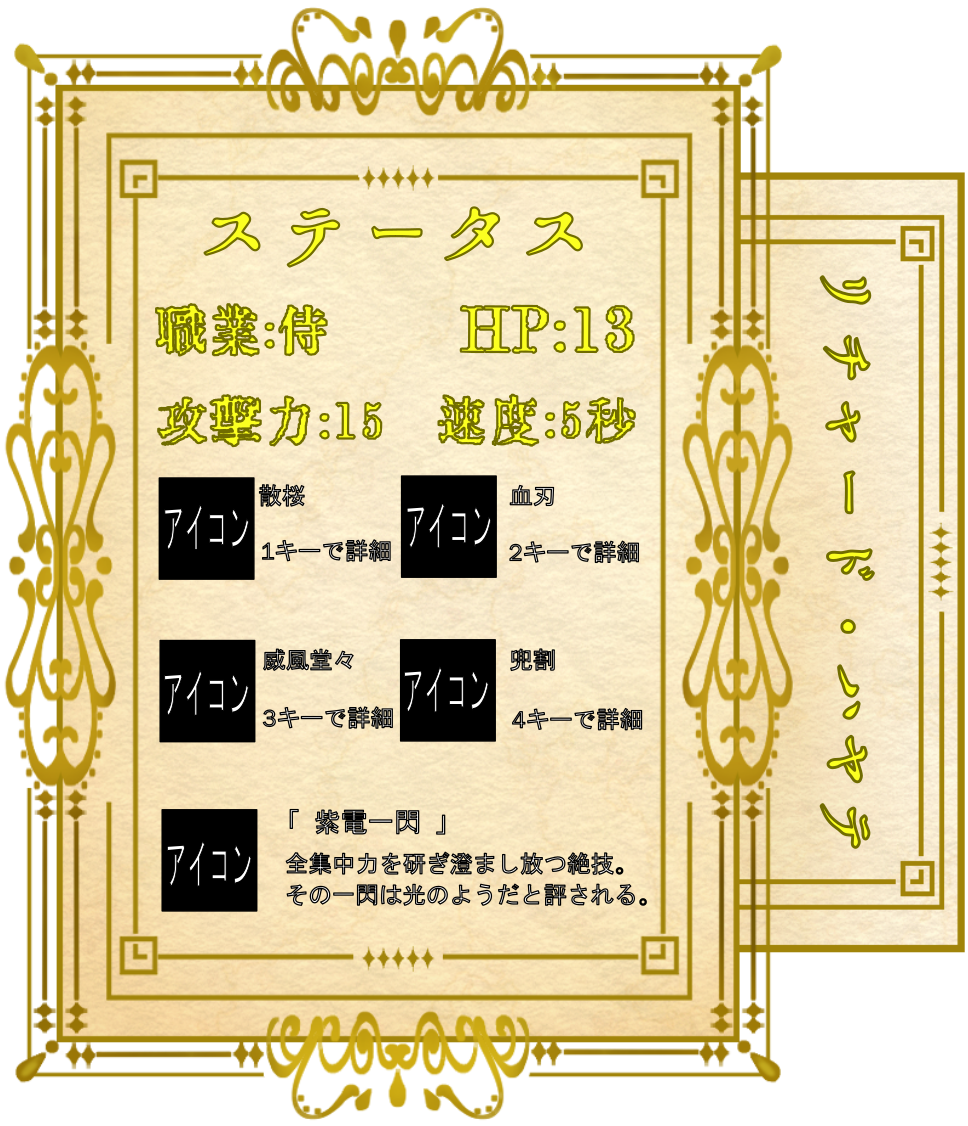 ステータス
職業:侍 HP:13
攻撃力:15 速度:5秒
アイコン 散桜 アイコン 血刃
1キーで詳細 2キーで詳細
アイコン 威風堂々 アイコン 兜割
3キーで詳細 4キーで詳細
アイコン
「 紫電一閃 」
全集中力を研ぎ澄まし放つ絶技。
その一閃は光のようだと評される。
リチャード・ハヤテ